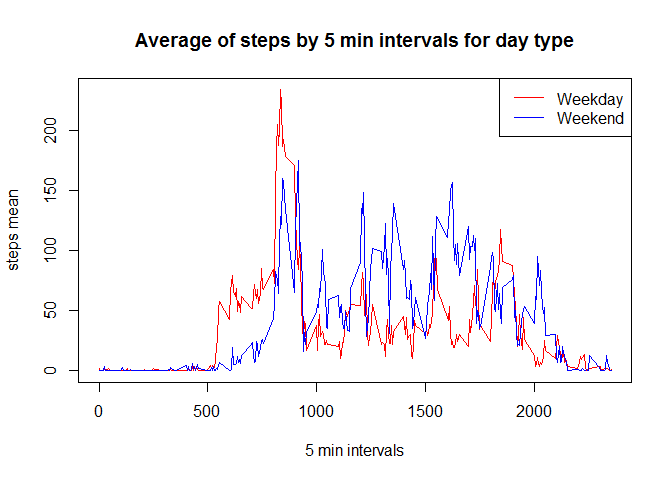 Average of steps by 5 min intervals for day type
Weekday
Weekend
steps mean
200
150
100
50
0
0
500
1000
1500
2000
5 min intervals